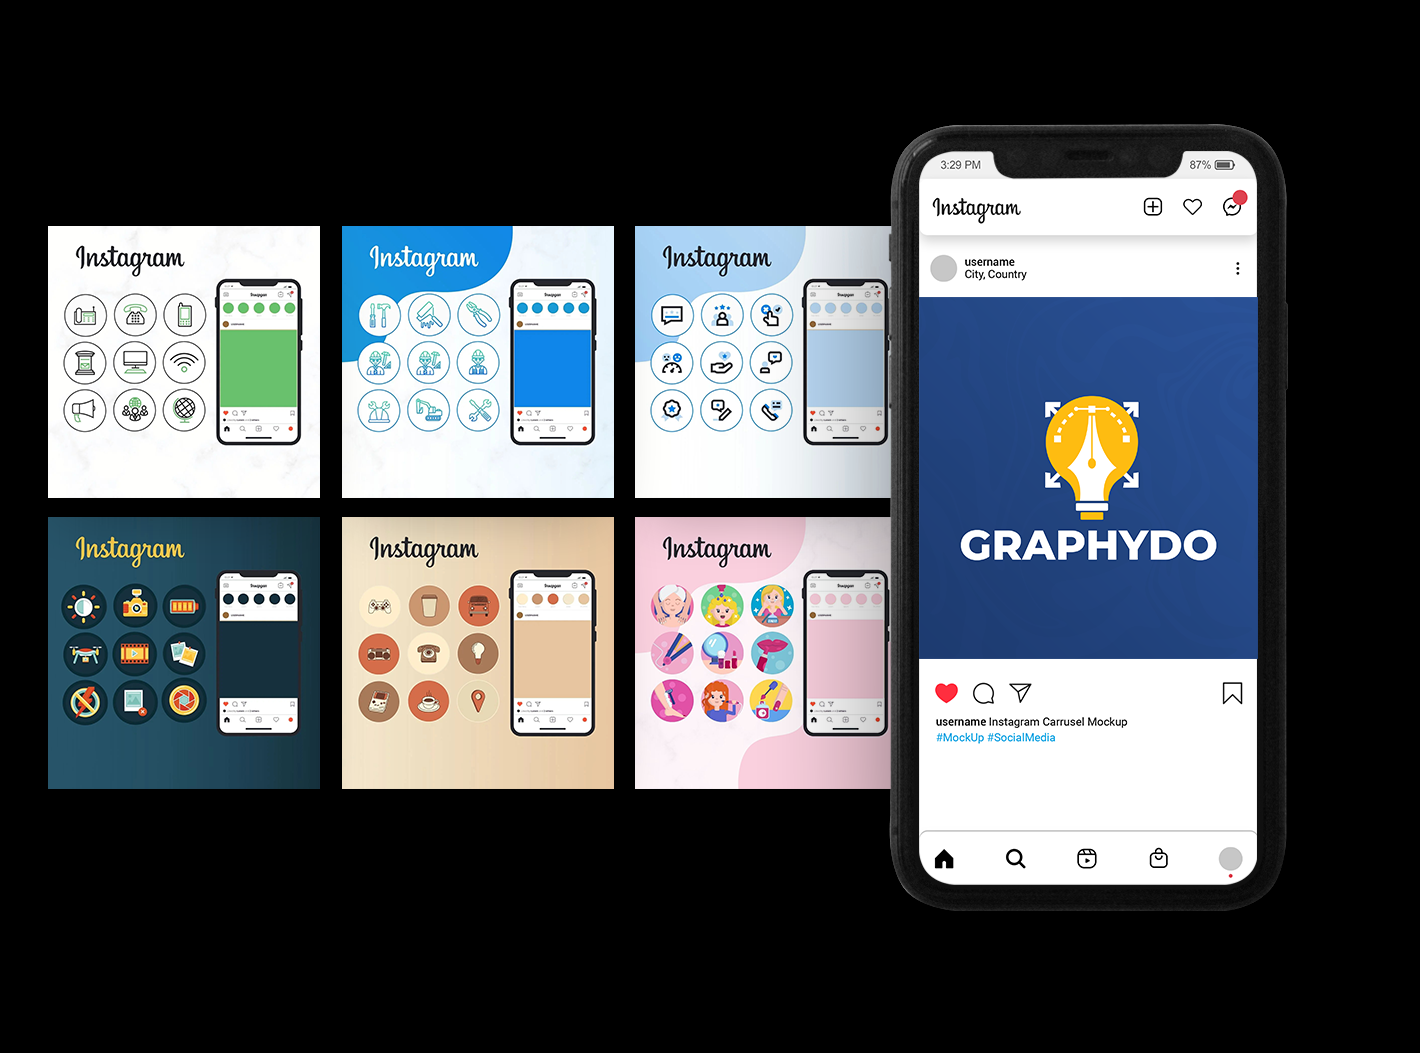 Instagram
Instagram
Instagram
Instagram
Instagram
Instagram
3:29 PM
87%
Instagram
username
City, Country
GRAPHYDO
username Instagram Carrusel Mockup
#MockUp #SocialMedia